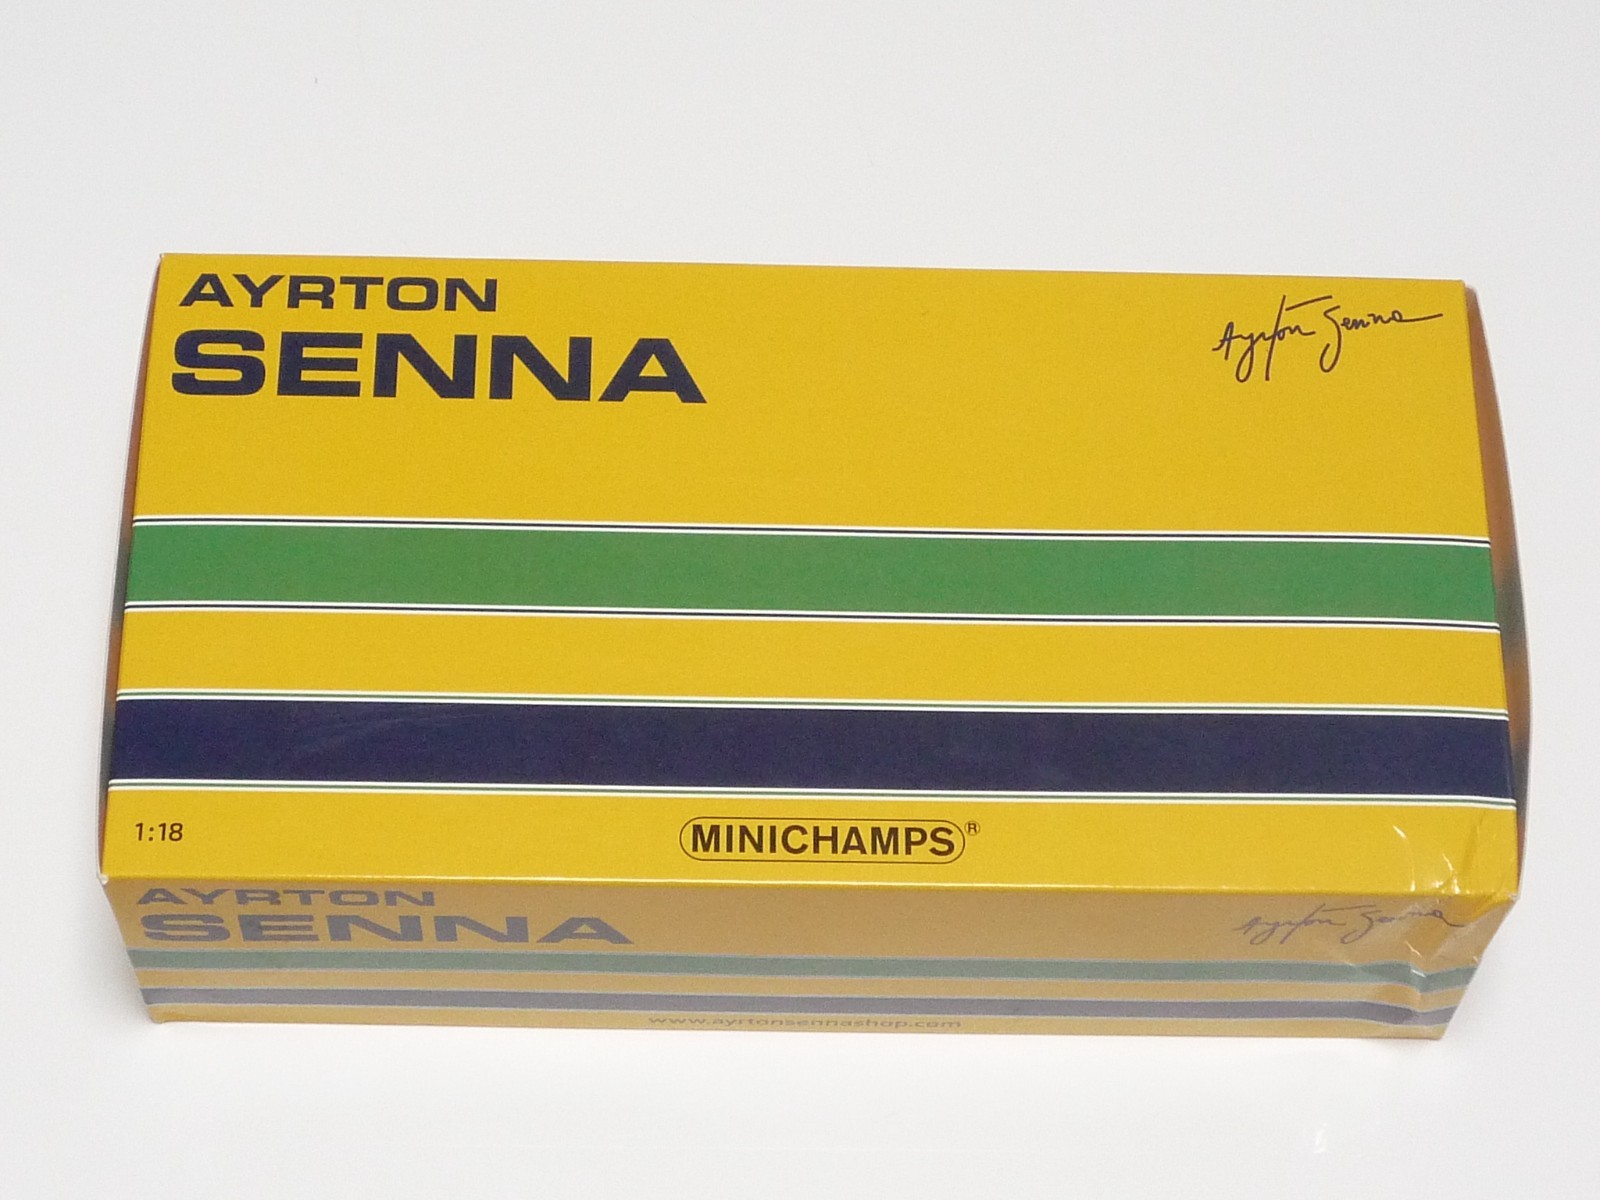 AYRTON
SENNA
Ayrton Senna
1:18
MINICHAMPS®
AYRTON
SENNA
Ayrton Senna
www.ayrtonsennashop.com